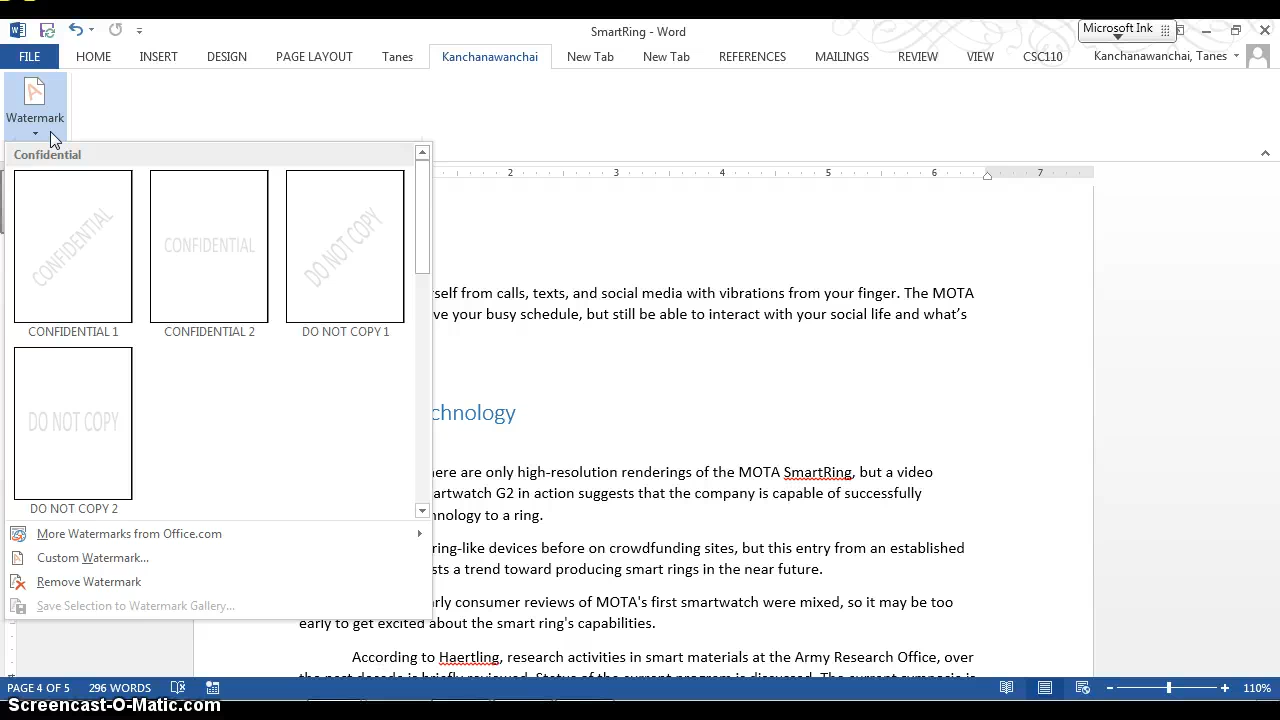 SmartRing - Word
Microsoft Ink
FILE HOME INSERT DESIGN PAGE LAYOUT Tanes Kanchanawanchai New Tab New Tab REFERENCES MAILINGS REVIEW VIEW CSC110 Kanchanawanchai, Tanes
Watermark
Confidential
2 3 4 5 6 7
CONFIDENTIAL CONFIDENTIAL DO NOT COPY
CONFIDENTIAL 1 CONFIDENTIAL 2 DO NOT COPY 1
DO NOT COPY
DO NOT COPY 2
More Watermarks from Office.com
Custom Watermark...
Remove Watermark
Save Selection to Watermark Gallery...
rself from calls, texts, and social media with vibrations from your finger. The MOTA
ve your busy schedule, but still be able to interact with your social life and what's
chnology
ere are only high-resolution renderings of the MOTA SmartRing, but a video
artwatch G2 in action suggests that the company is capable of successfully
nology to a ring.
ring-like devices before on crowdfunding sites, but this entry from an established
sts a trend toward producing smart rings in the near future.
rly consumer reviews of MOTA's first smartwatch were mixed, so it may be too
early to get excited about the smart ring's capabilities.
According to Haertling, research activities in smart materials at the Army Research Office, over
the past decade is briefly reviewed. Status of the current program is discussed. The current synopsis is
PAGE 4 OF 5 296 WORDS 110%
Screencast-O-Matic.com